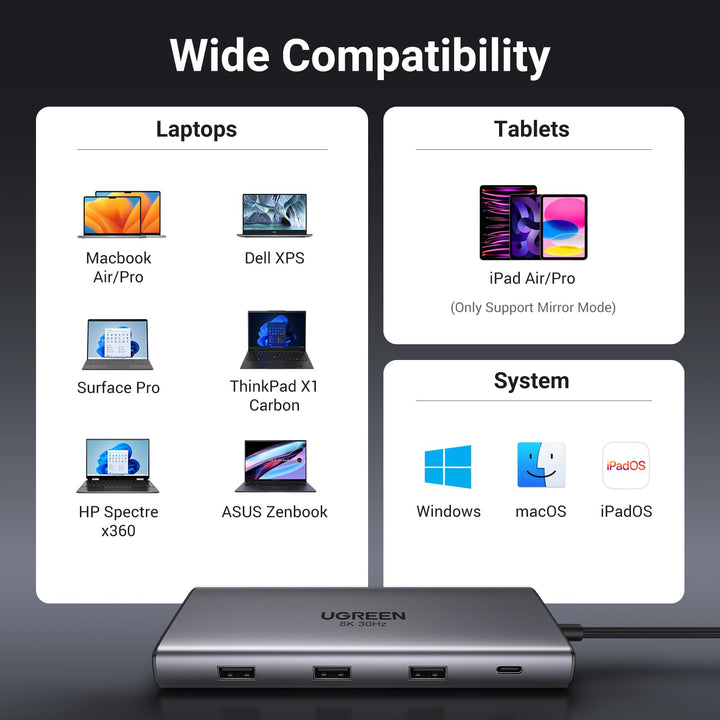 Wide Compatibility
Laptops
Macbook
Air/Pro
Dell XPS
Surface Pro
ThinkPad X1
Carbon
HP Spectre
x360
ASUS Zenbook
Tablets
iPad Air/Pro
(Only Support Mirror Mode)
System
Windows
macOS
iPadOS
iPadOS
UGREEN
8K 30Hz